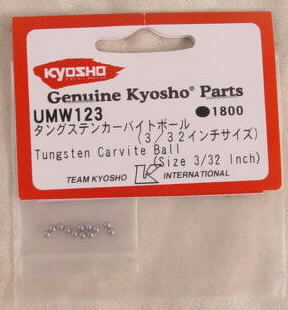 KYOSHO
Genuine Kyosho® Parts
UMW123 ●1800
タングステンカーバイトボール
(3/32インチサイズ)
Tungsten Carvite Ball
(Size 3/32 Inch)
TEAM KYOSHO K INTERNATIONAL